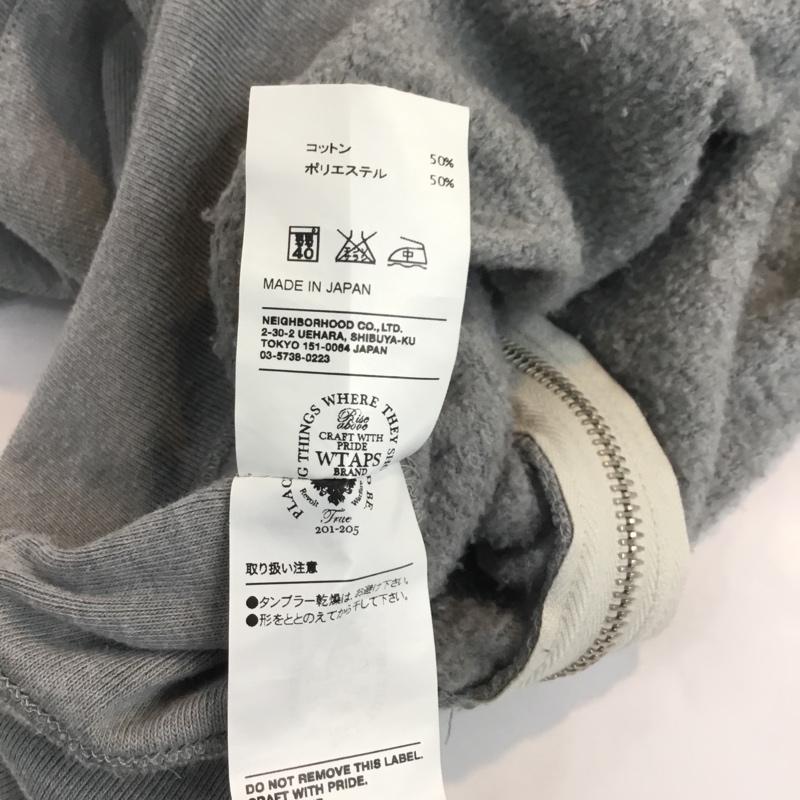 コットン 50%
ポリエステル 50%
40
中
MADE IN JAPAN
NEIGHBORHOOD CO., LTD.
2-30-2 UEHARA, SHIBUYA-KU
TOKYO 151-0064 JAPAN
03-5738-0223
PLACING THINGS WHERE THEY SH D BE
Rise
above
CRAFT WITH
PRIDE
WTAPS
BRAND
Revolt
True
201-205
取り扱い注意
●タンブラー乾燥は、お避け下さい。
●形をととのえてから干して下さい。
DO NOT REMOVE THIS LABEL.
CRAFT WITH PRIDE.